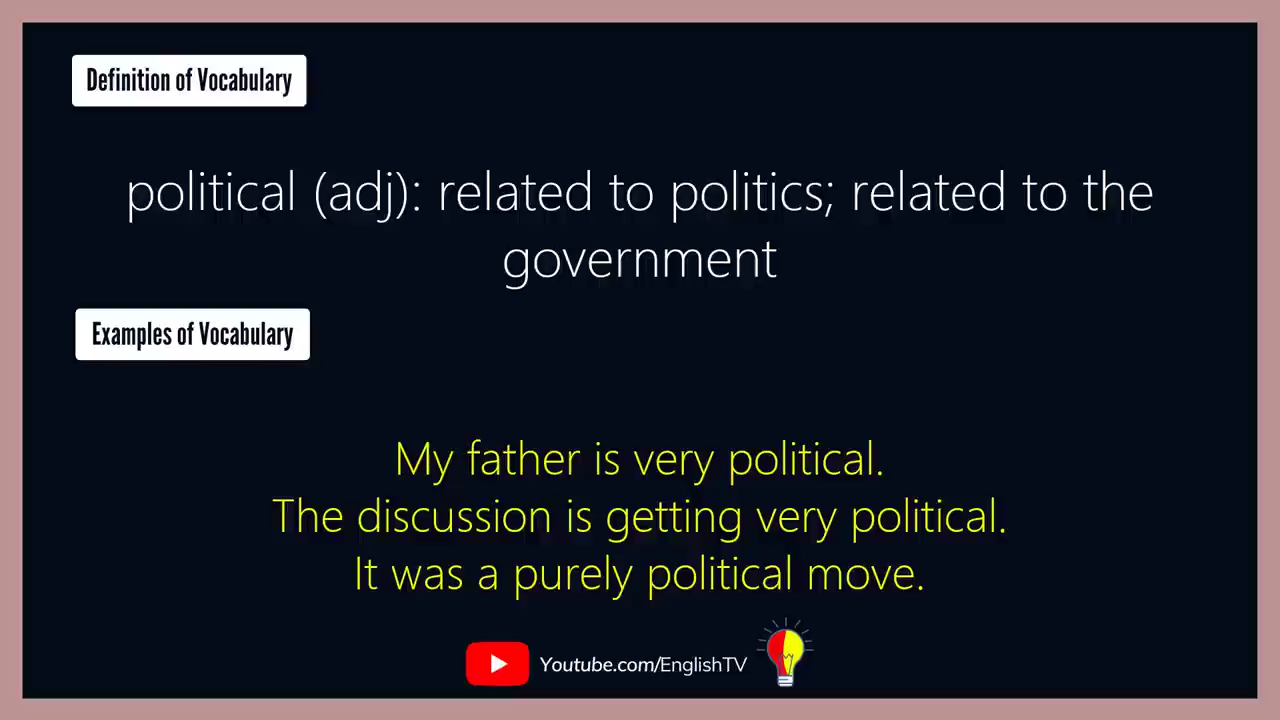 Definition of Vocabulary
political (adj): related to politics; related to the
government
Examples of Vocabulary
My father is very political.
The discussion is getting very political.
It was a purely political move.
Youtube.com/EnglishTV